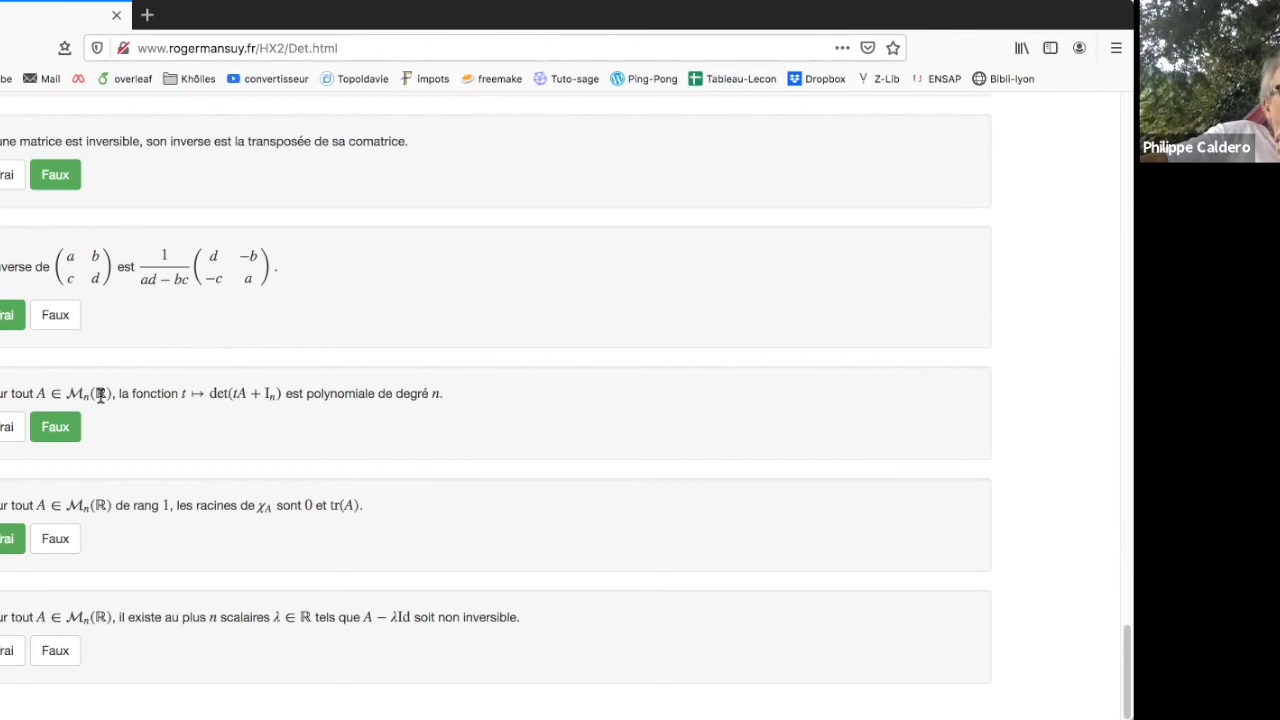 www.rogermansuy.fr/HX2/Det.html
be Mail overleaf Khôlles convertisseur Topoldavie impots freemake Tuto-sage Ping-Pong Tableau-Lecon Dropbox Z-Lib ENSAP Bibli-lyon
Philippe Caldero
une matrice est inversible, son inverse est la transposée de sa comatrice.
rai Faux
verse de (a b; c d) est 1/(ad − bc) (d −b; −c a).
rai Faux
ur tout A ∈ ℳn(ℝ), la fonction t ↦ det(tA + In) est polynomiale de degré n.
rai Faux
ur tout A ∈ ℳn(ℝ) de rang 1, les racines de χA sont 0 et tr(A).
rai Faux
ur tout A ∈ ℳn(ℝ), il existe au plus n scalaires λ ∈ ℝ tels que A − λId soit non inversible.
rai Faux